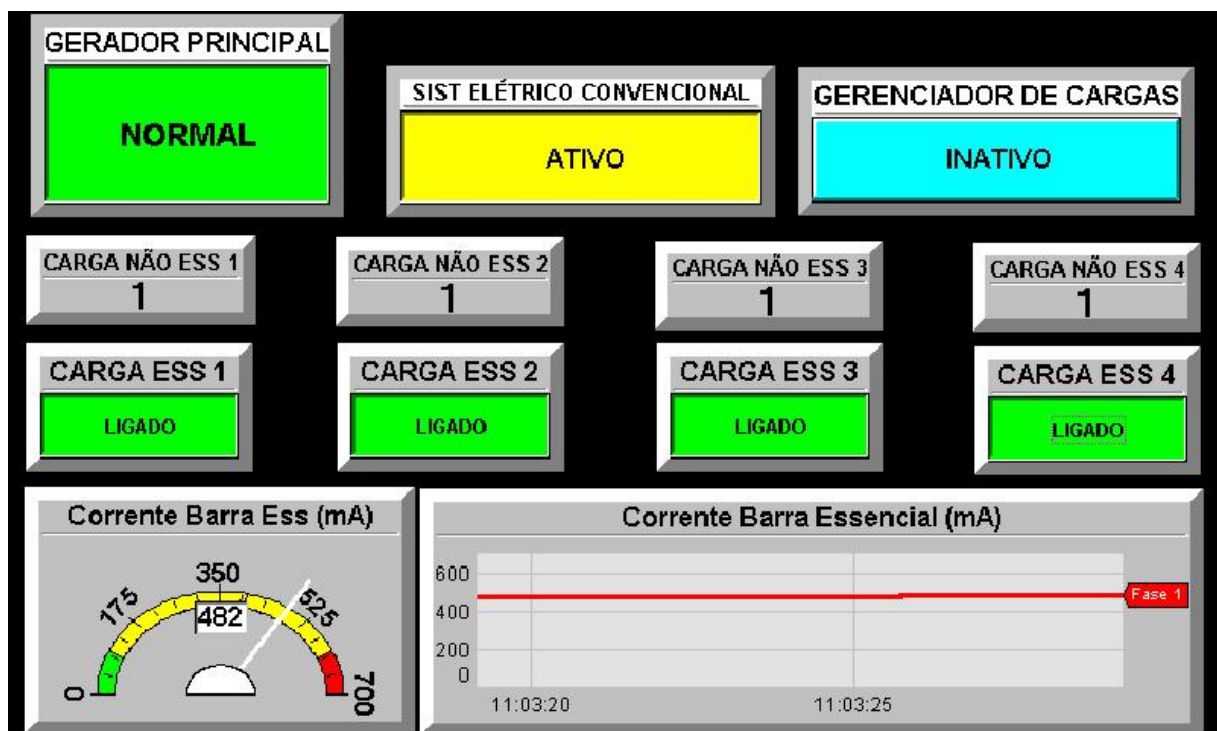 GERADOR PRINCIPAL
NORMAL
SIST ELÉTRICO CONVENCIONAL
ATIVO
GERENCIADOR DE CARGAS
INATIVO
CARGA NÃO ESS 1
1
CARGA NÃO ESS 2
1
CARGA NÃO ESS 3
1
CARGA NÃO ESS 4
1
CARGA ESS 1
LIGADO
CARGA ESS 2
LIGADO
CARGA ESS 3
LIGADO
CARGA ESS 4
LIGADO
Corrente Barra Ess (mA)
0
175
350
525
700
482
Corrente Barra Essencial (mA)
600
400
200
0
Fase 1
11:03:20
11:03:25